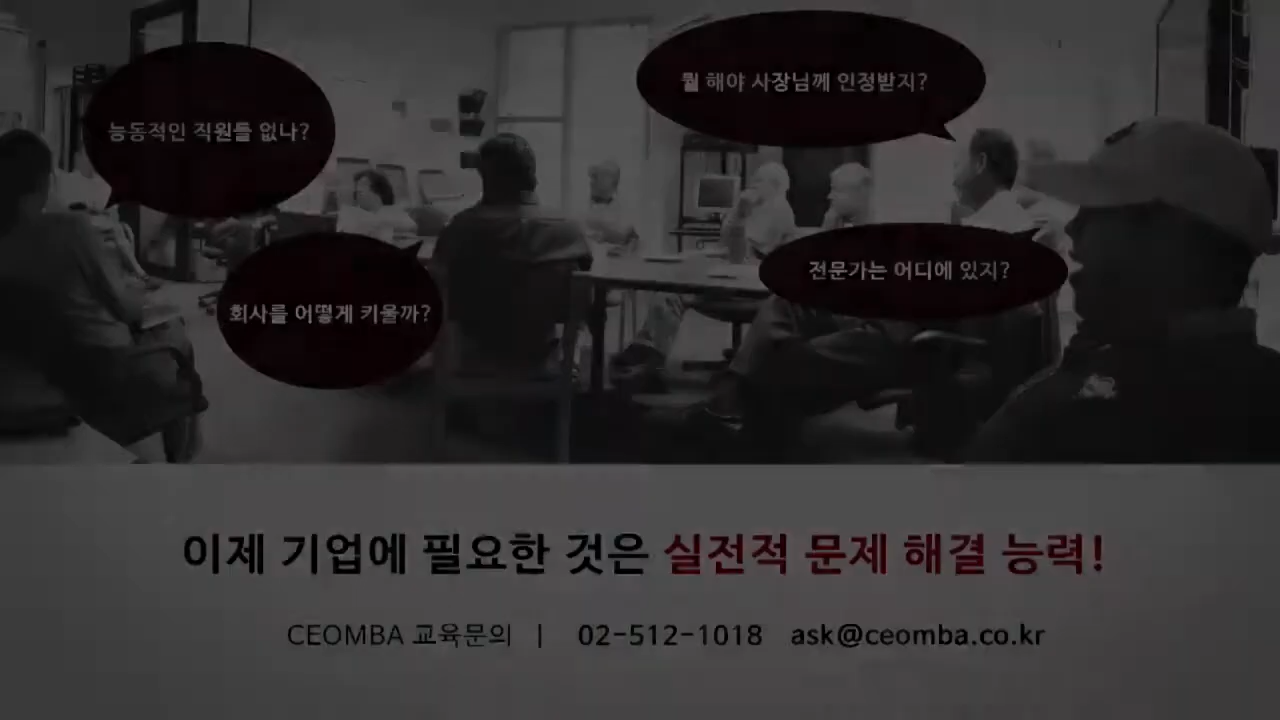 뭘 해야 사장님께 인정받지?
능동적인 직원들 없나?
전문가는 어디에 있지?
회사를 어떻게 키울까?
이제 기업에 필요한 것은 실전적 문제 해결 능력!
CEOMBA 교육문의 | 02-512-1018 ask@ceomba.co.kr